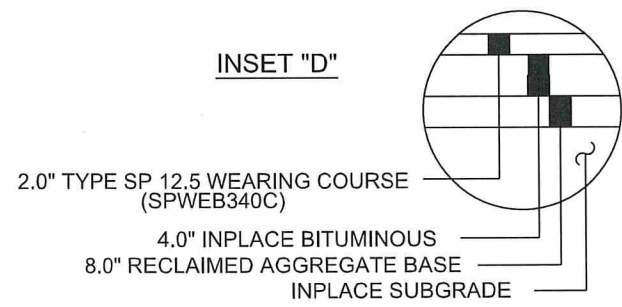 INSET "D"
2.0" TYPE SP 12.5 WEARING COURSE
(SPWEB340C)
4.0" INPLACE BITUMINOUS
8.0" RECLAIMED AGGREGATE BASE
INPLACE SUBGRADE